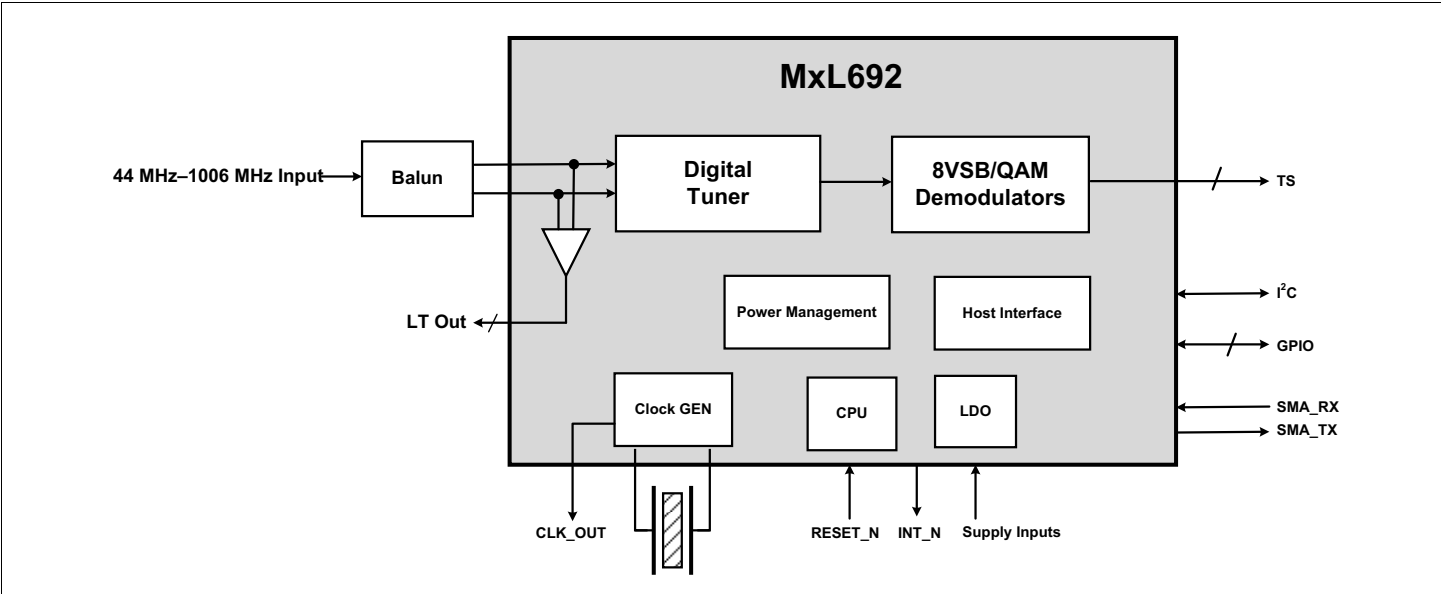 MxL692
44 MHz–1006 MHz Input
Balun
Digital
Tuner
8VSB/QAM
Demodulators
TS
LT Out
Power Management
Host Interface
I²C
GPIO
Clock GEN
CPU
LDO
SMA_RX
SMA_TX
CLK_OUT
RESET_N
INT_N
Supply Inputs